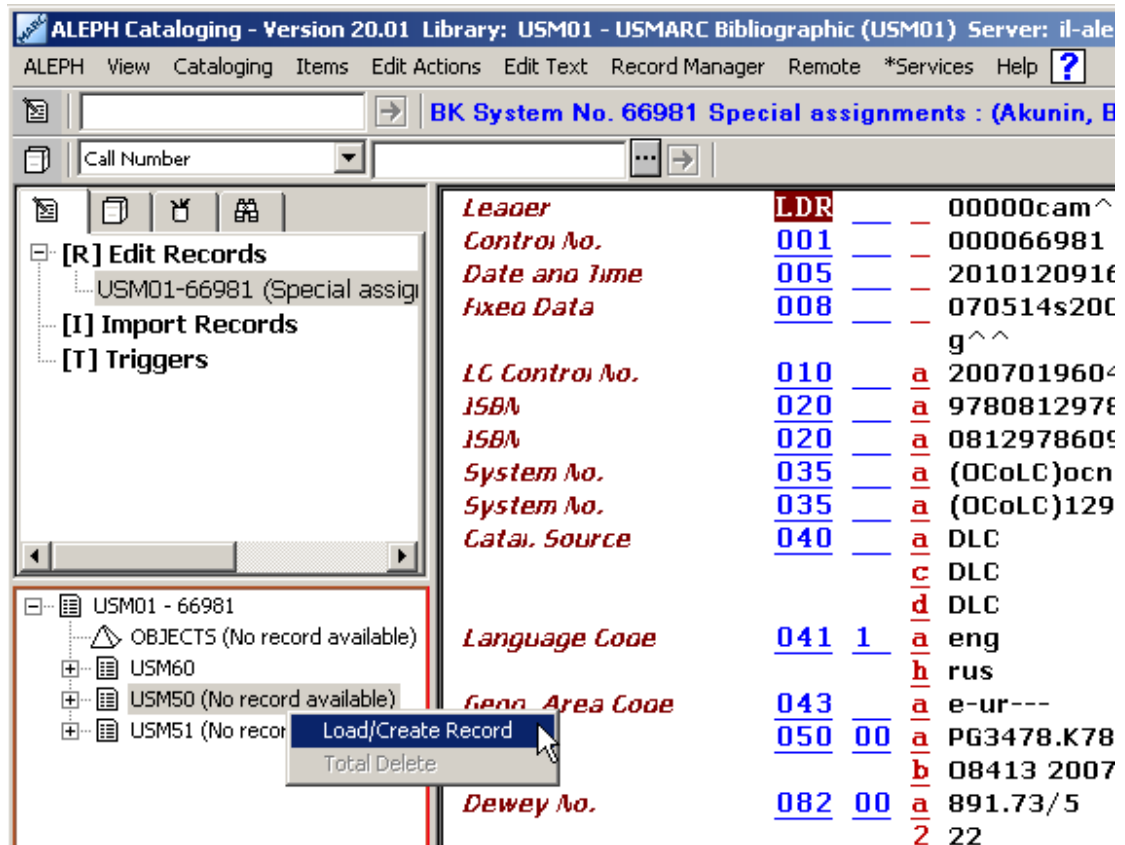 ALEPH Cataloging - Version 20.01 Library: USM01 - USMARC Bibliographic (USM01) Server: il-ale
ALEPH View Cataloging Items Edit Actions Edit Text Record Manager Remote *Services Help ?
BK System No. 66981 Special assignments : (Akunin, B
Call Number ...
[R] Edit Records
USM01-66981 (Special assig
[I] Import Records
[T] Triggers
USM01 - 66981
OBJECTS (No record available)
USM60
USM50 (No record available)
USM51 (No recor
Load/Create Record
Total Delete
Leader LDR 00000cam^
Control No. 001 000066981
Date and Time 005 2010120916
Fixed Data 008 070514s200
g^^
LC Control No. 010 a 2007019604
ISBN 020 a 9780812978
ISBN 020 a 0812978609
System No. 035 a (OCoLC)ocn
System No. 035 a (OCoLC)129
Catal. Source 040 a DLC
c DLC
d DLC
Language Code 041 1 a eng
h rus
Geog. Area Code 043 a e-ur---
050 00 a PG3478.K78
b O8413 2007
Dewey No. 082 00 a 891.73/5
2 22